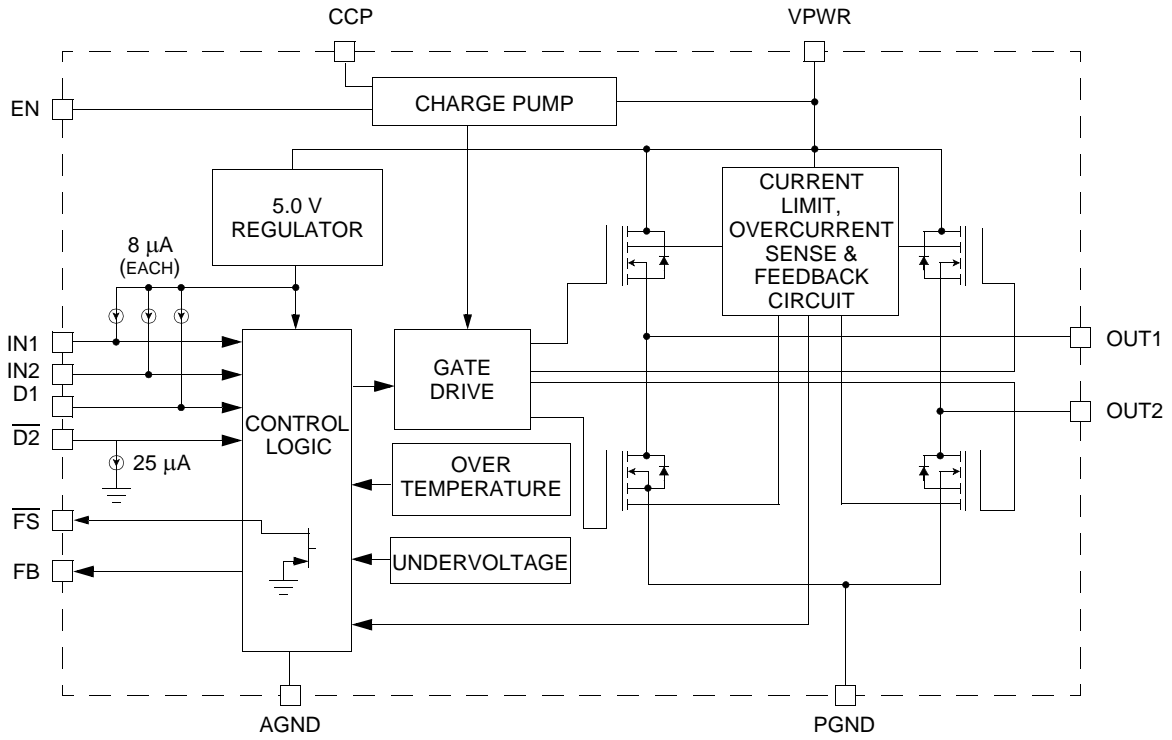 CCP
VPWR
EN
CHARGE PUMP
5.0 V
REGULATOR
CURRENT
LIMIT,
OVERCURRENT
SENSE &
FEEDBACK
CIRCUIT
8 μA
(EACH)
IN1
IN2
D1
D2
25 μA
FS
FB
CONTROL
LOGIC
GATE
DRIVE
OVER
TEMPERATURE
UNDERVOLTAGE
OUT1
OUT2
AGND
PGND